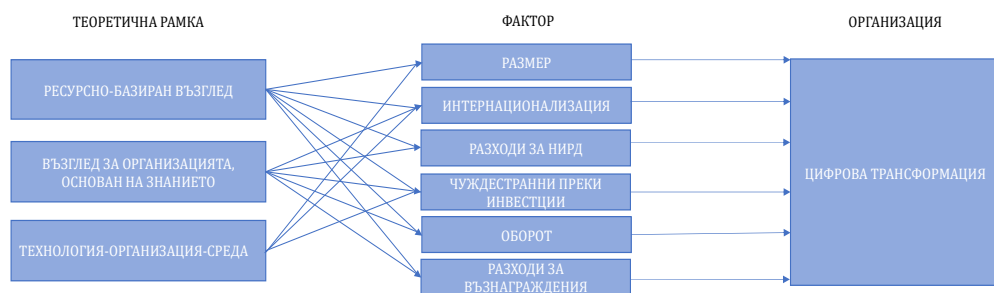 ТЕОРЕТИЧНА РАМКА
ФАКТОР
ОРГАНИЗАЦИЯ
РЕСУРСНО-БАЗИРАН ВЪЗГЛЕД
ВЪЗГЛЕД ЗА ОРГАНИЗАЦИЯТА,
ОСНОВАН НА ЗНАНИЕТО
ТЕХНОЛОГИЯ-ОРГАНИЗАЦИЯ-СРЕДА
РАЗМЕР
ИНТЕРНАЦИОНАЛИЗАЦИЯ
РАЗХОДИ ЗА НИРД
ЧУЖДЕСТРАННИ ПРЕКИ
ИНВЕСТЦИИ
ОБОРОТ
РАЗХОДИ ЗА
ВЪЗНАГРАЖДЕНИЯ
ЦИФРОВА ТРАНСФОРМАЦИЯ